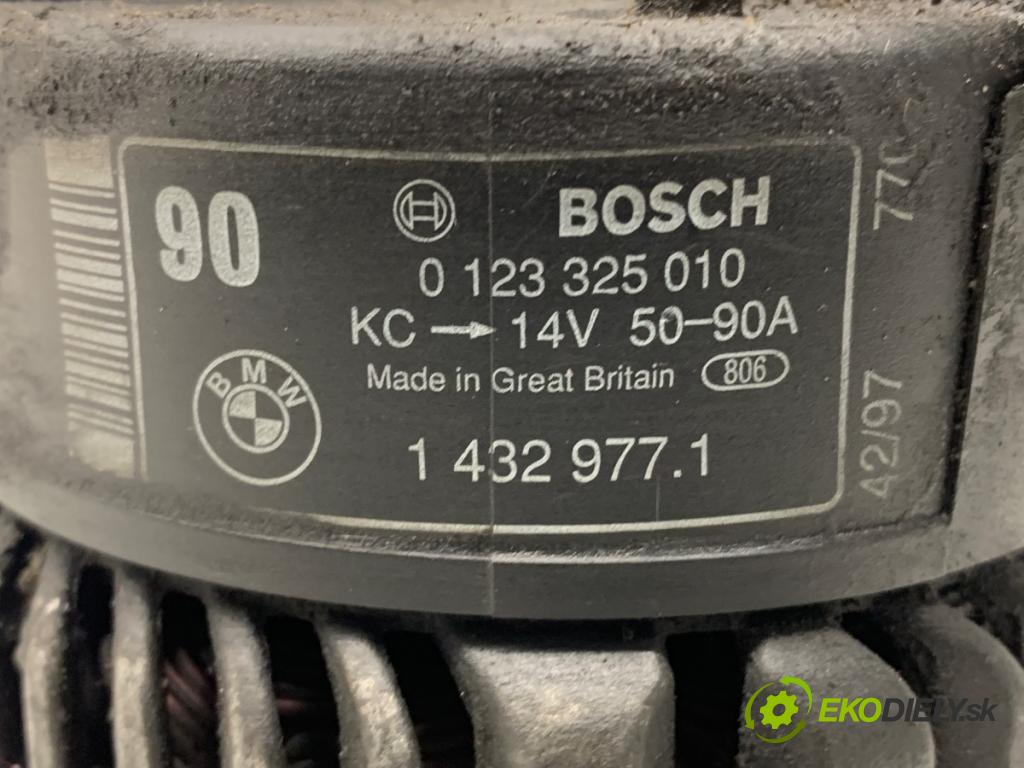 90
BOSCH
0 123 325 010
KC → 14V 50-90A
Made in Great Britain 806
BMW
1 432 977.1
42/97
EKODIELY.sk